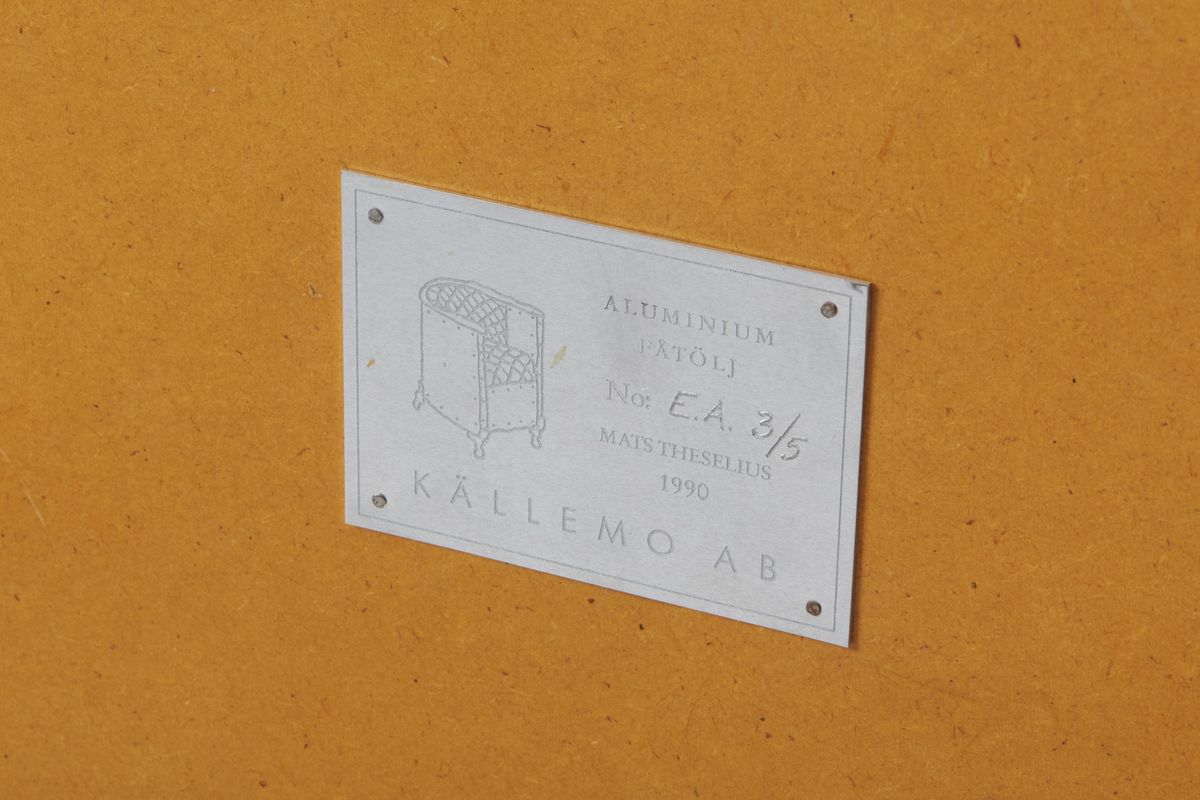 ALUMINIUM
FÅTÖLJ
No: E.A. 3/5
MATS THESELIUS
1990
KÄLLEMO AB